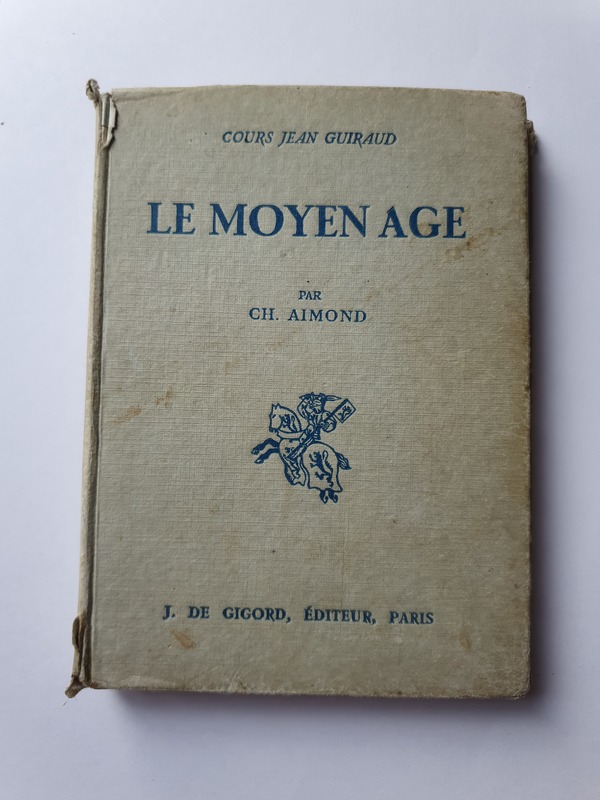 COURS JEAN GUIRAUD
LE MOYEN AGE
PAR
CH. AIMOND
J. DE GIGORD, ÉDITEUR, PARIS